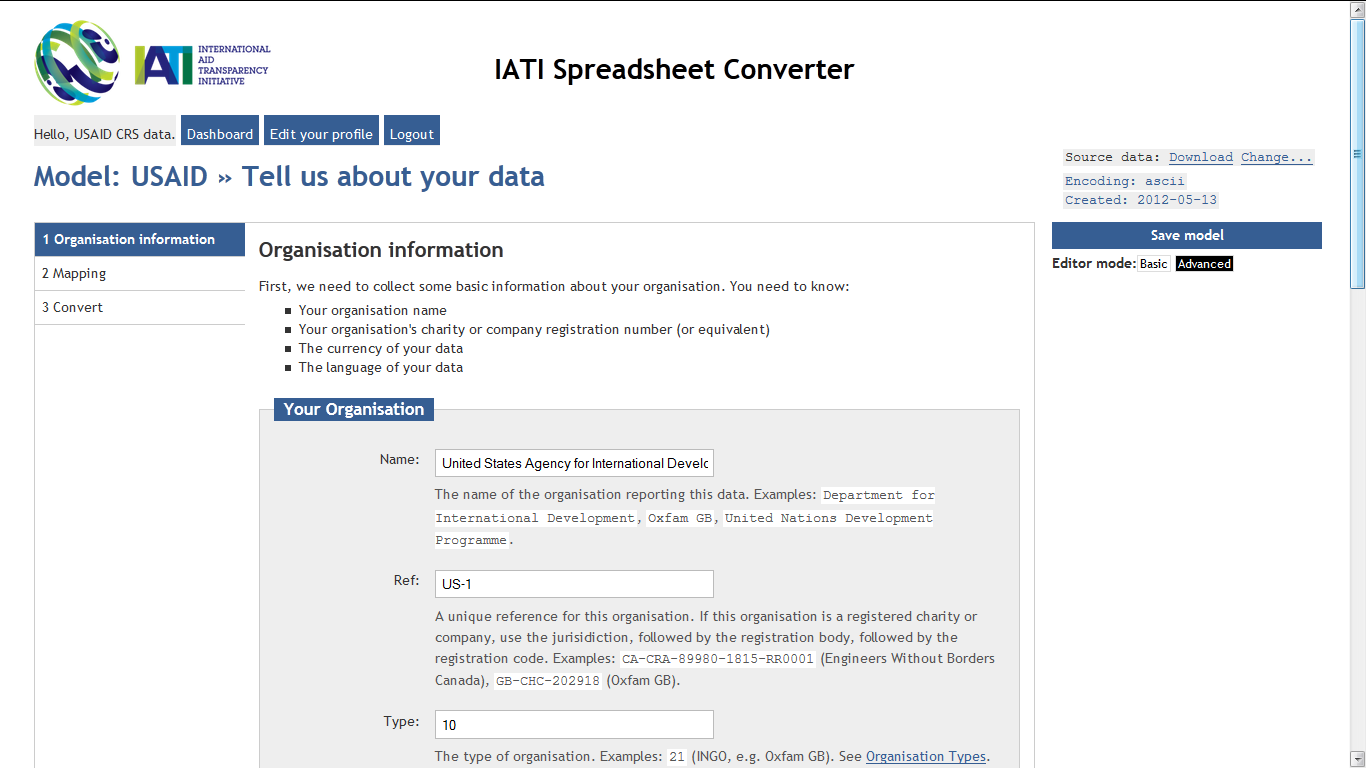 IATI INTERNATIONAL
AID
TRANSPARENCY
INITIATIVE
IATI Spreadsheet Converter
Hello, USAID CRS data. Dashboard Edit your profile Logout
Model: USAID » Tell us about your data
Source data: Download Change...
Encoding: ascii
Created: 2012-05-13
Save model
Editor mode: Basic Advanced
1 Organisation information
2 Mapping
3 Convert
Organisation information
First, we need to collect some basic information about your organisation. You need to know:
Your organisation name
Your organisation's charity or company registration number (or equivalent)
The currency of your data
The language of your data
Your Organisation
Name: United States Agency for International Develo
The name of the organisation reporting this data. Examples: Department for
International Development, Oxfam GB, United Nations Development
Programme.
Ref: US-1
A unique reference for this organisation. If this organisation is a registered charity or
company, use the jurisidiction, followed by the registration body, followed by the
registration code. Examples: CA-CRA-89980-1815-RR0001 (Engineers Without Borders
Canada), GB-CHC-202918 (Oxfam GB).
Type: 10
The type of organisation. Examples: 21 (INGO, e.g. Oxfam GB). See Organisation Types.